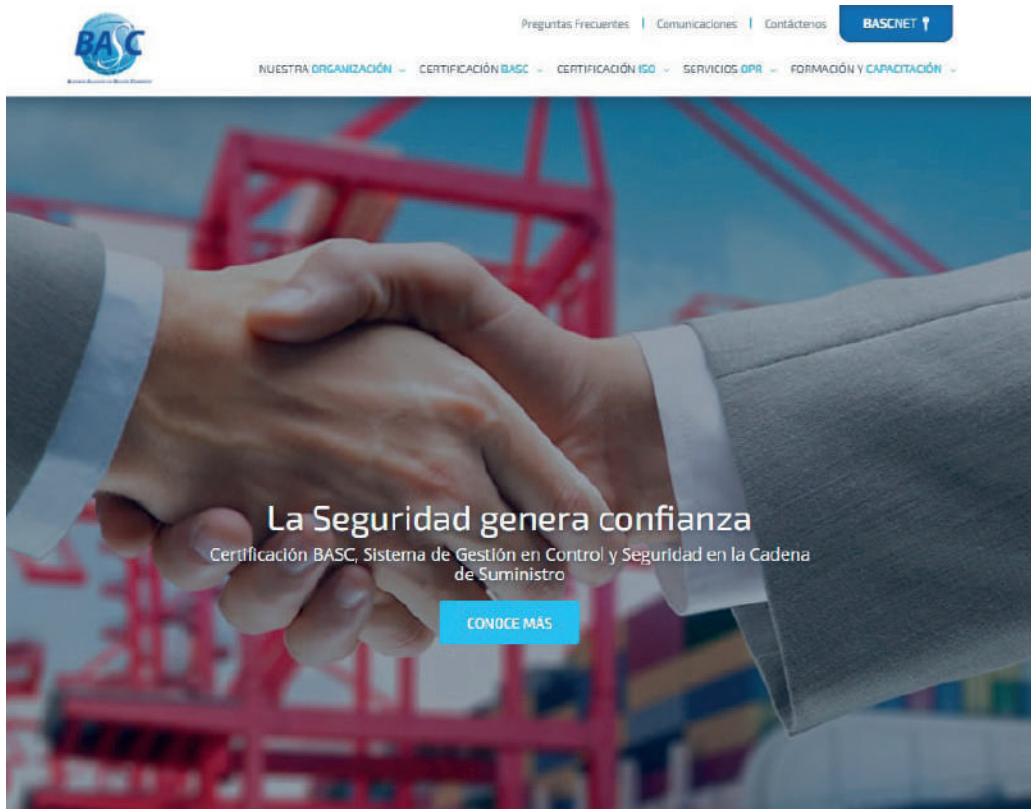 Preguntas Frecuentes | Comunicaciones | Contáctenos BASCNET
BASC
NUESTRA ORGANIZACIÓN CERTIFICACIÓN BASC CERTIFICACIÓN ISO SERVICIOS OPR FORMACIÓN Y CAPACITACIÓN
La Seguridad genera confianza
Certificación BASC, Sistema de Gestión en Control y Seguridad en la Cadena
de Suministro
CONOCE MÁS